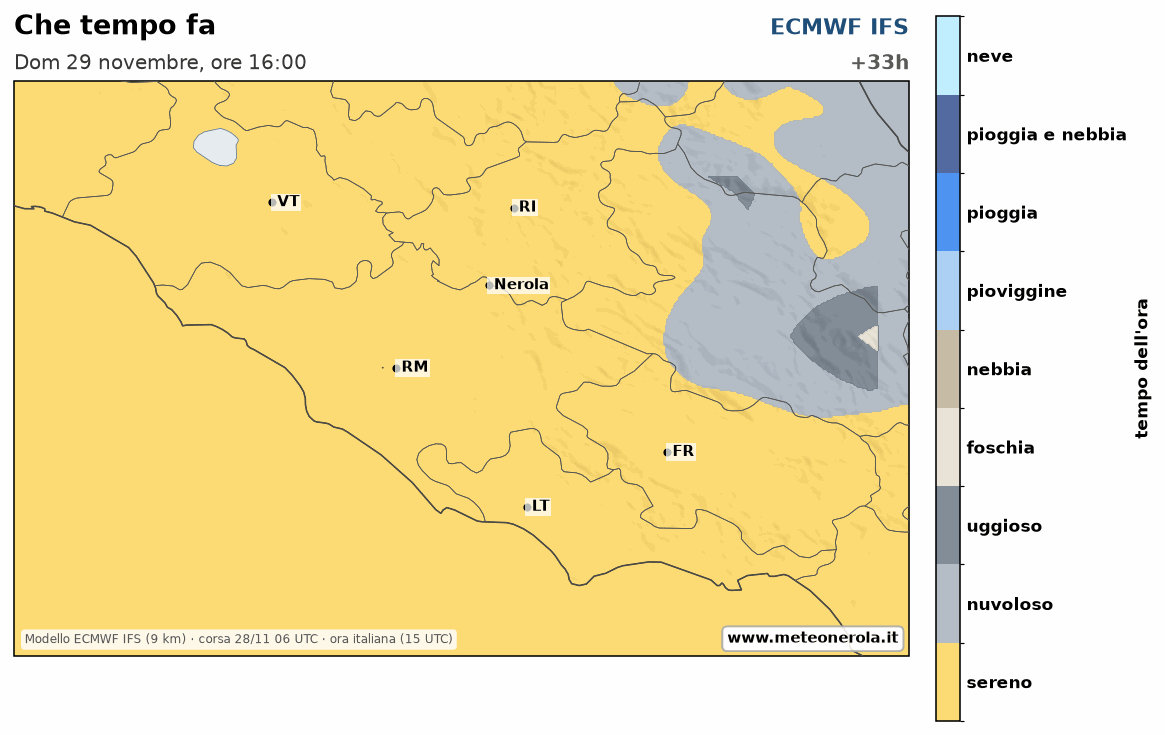 Che tempo fa
ECMWF IFS
Dom 29 novembre, ore 16:00
+33h
VT
RI
Nerola
RM
FR
LT
Modello ECMWF IFS (9 km) · corsa 28/11 06 UTC · ora italiana (15 UTC)
www.meteonerola.it
neve
pioggia e nebbia
pioggia
pioviggine
nebbia
foschia
uggioso
nuvoloso
sereno
tempo dell'ora